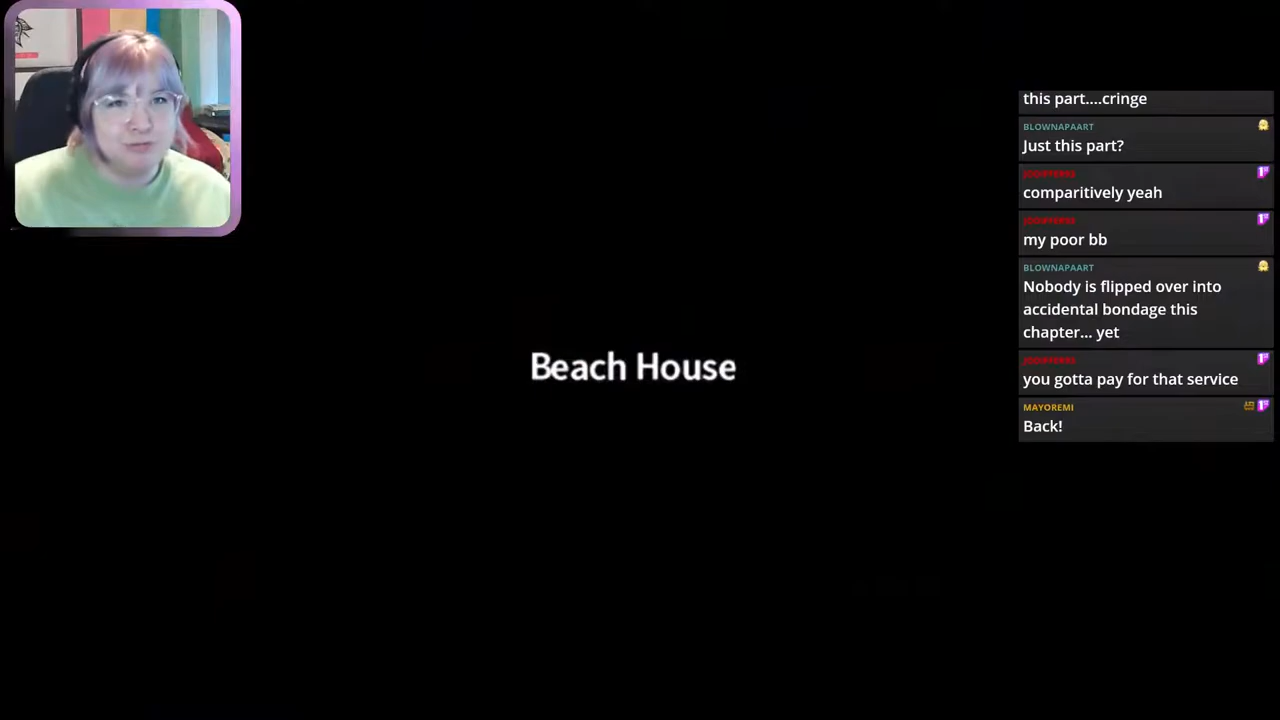 this part....cringe
BLOWNAPAART
Just this part?
comparitively yeah
my poor bb
BLOWNAPAART
Nobody is flipped over into
accidental bondage this
chapter... yet
you gotta pay for that service
MAYOREMI
Back!
Beach House